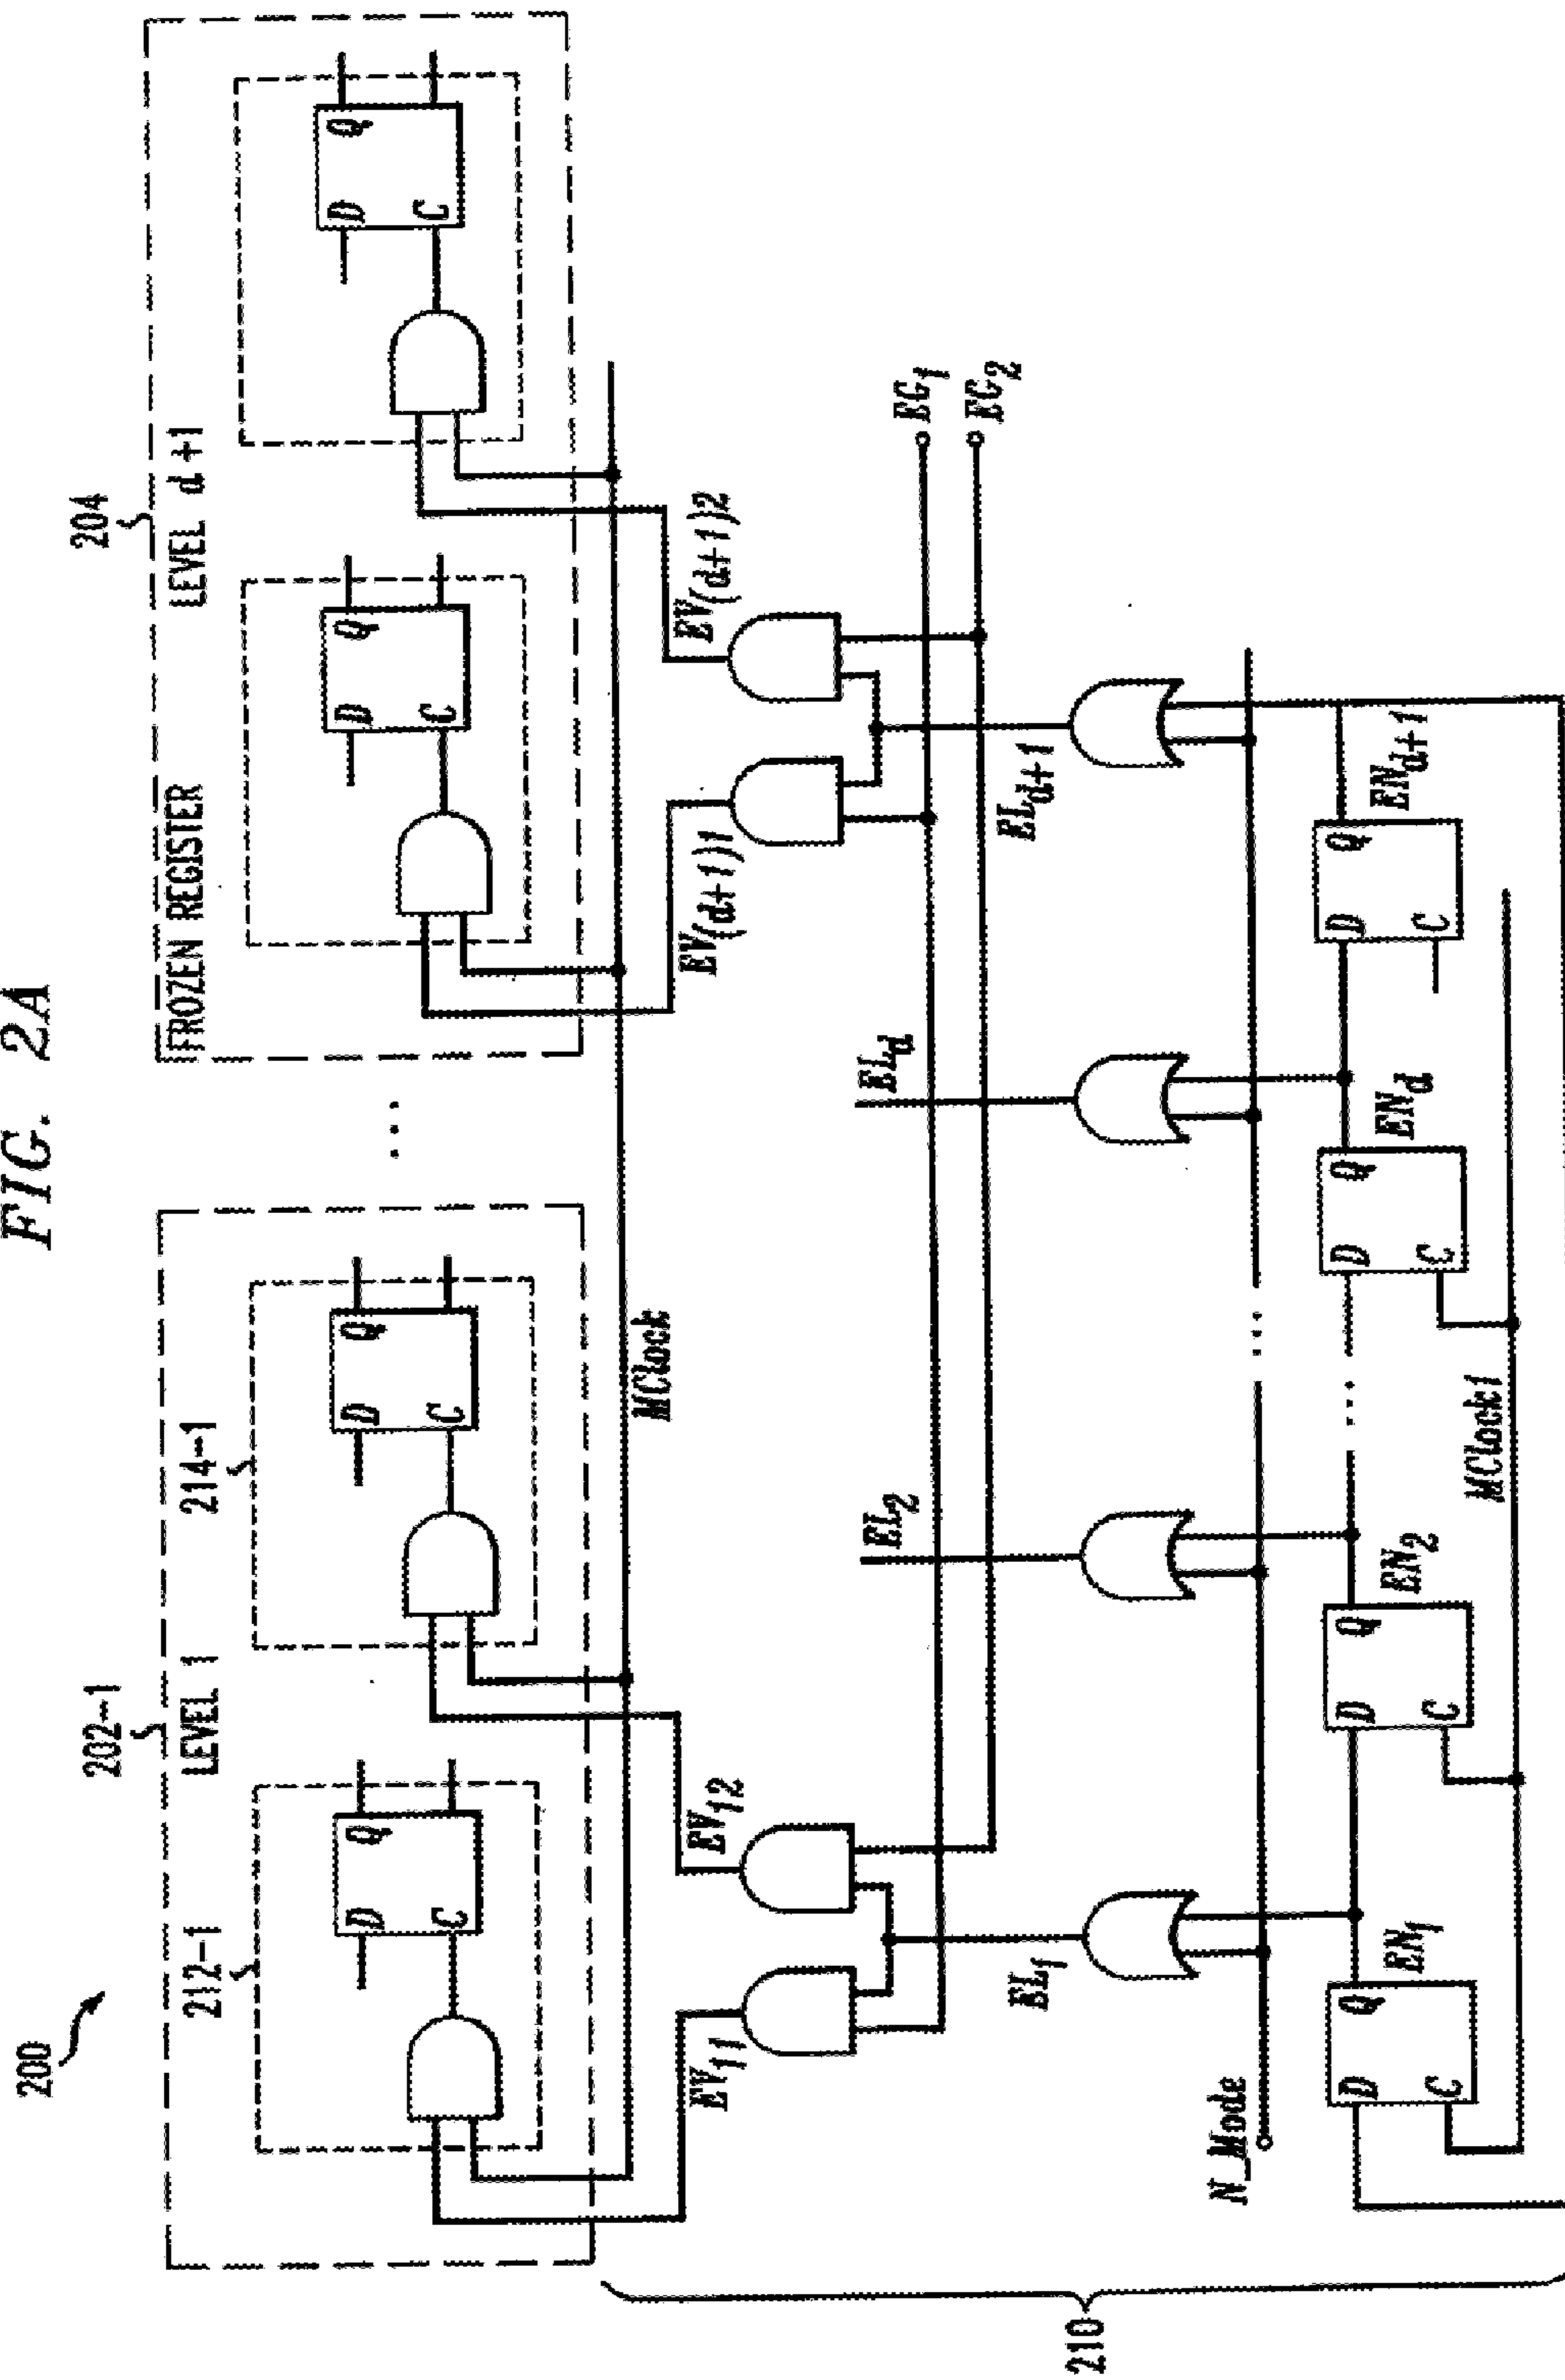 FIG. 2A
200
202-1
204
LEVEL 1
FROZEN REGISTER
LEVEL d+1
212-1
214-1
D
Q
C
D
Q
C
...
D
Q
C
D
Q
C
MClock
EV11
EV12
EV(d+1)1
EV(d+1)2
EL1
EL2
ELd
ELd+1
EG1
EG2
N_Mode
...
D
Q
C
EN1
D
Q
C
EN2
...
D
Q
C
ENd
D
Q
C
ENd+1
MClock1
210